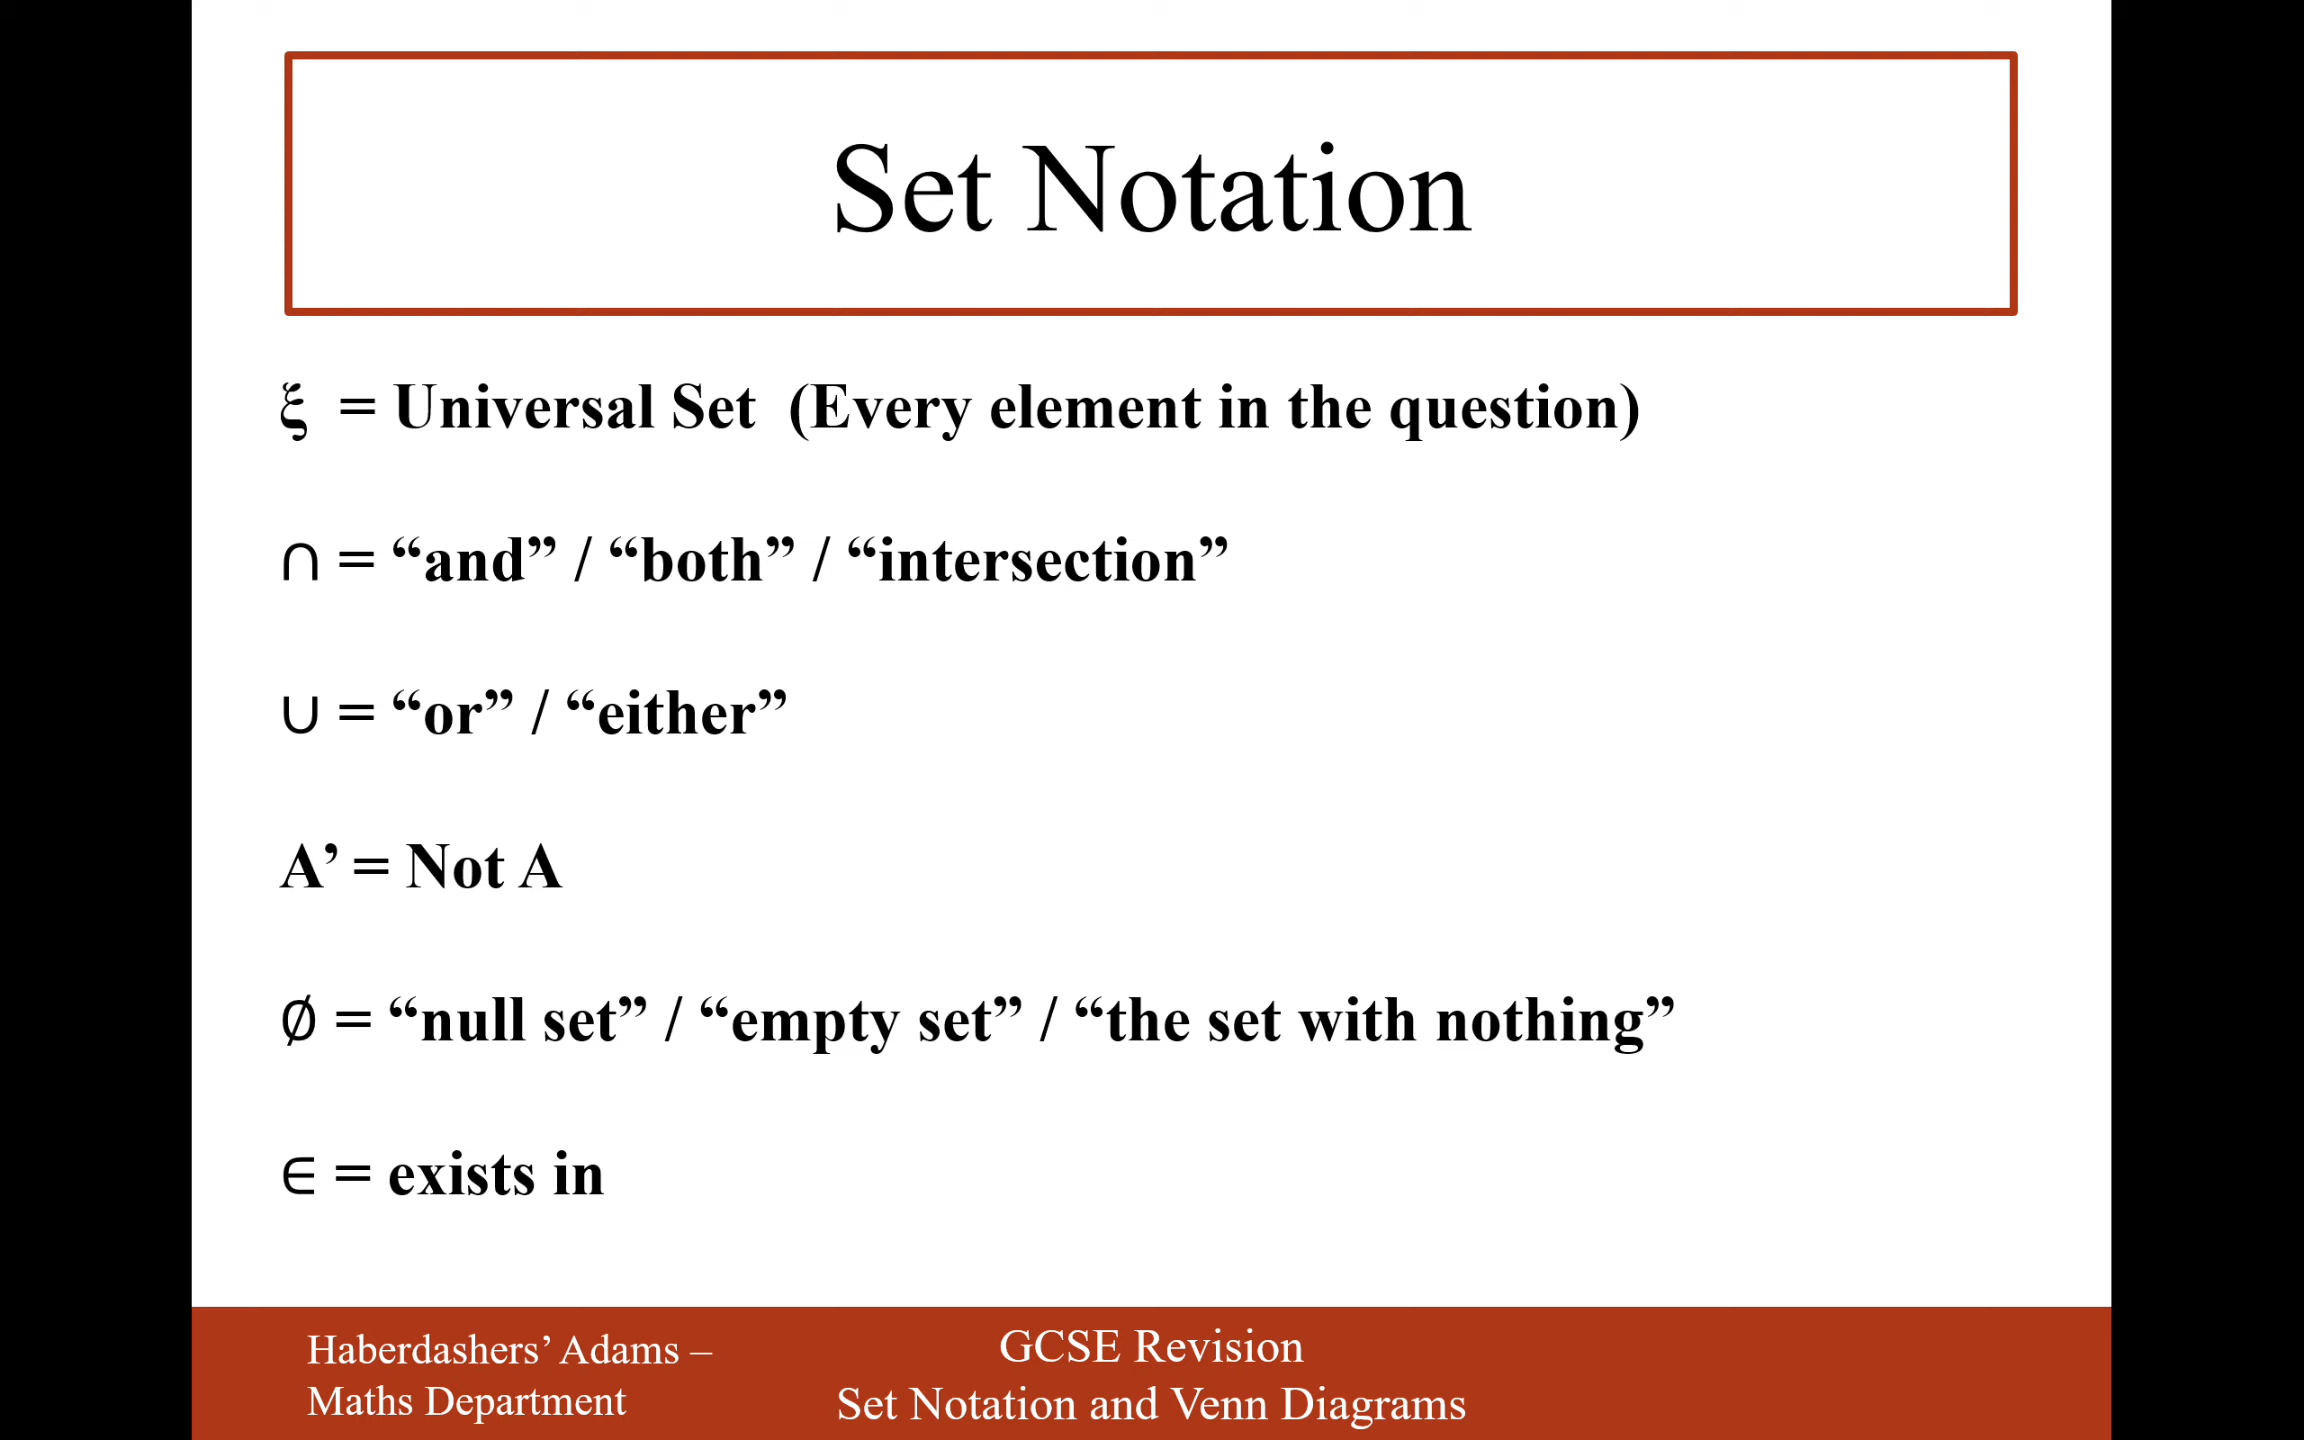 Set Notation
ξ = Universal Set (Every element in the question)
∩ = “and” / “both” / “intersection”
∪ = “or” / “either”
A’ = Not A
∅ = “null set” / “empty set” / “the set with nothing”
∈ = exists in
Haberdashers’ Adams –
Maths Department
GCSE Revision
Set Notation and Venn Diagrams